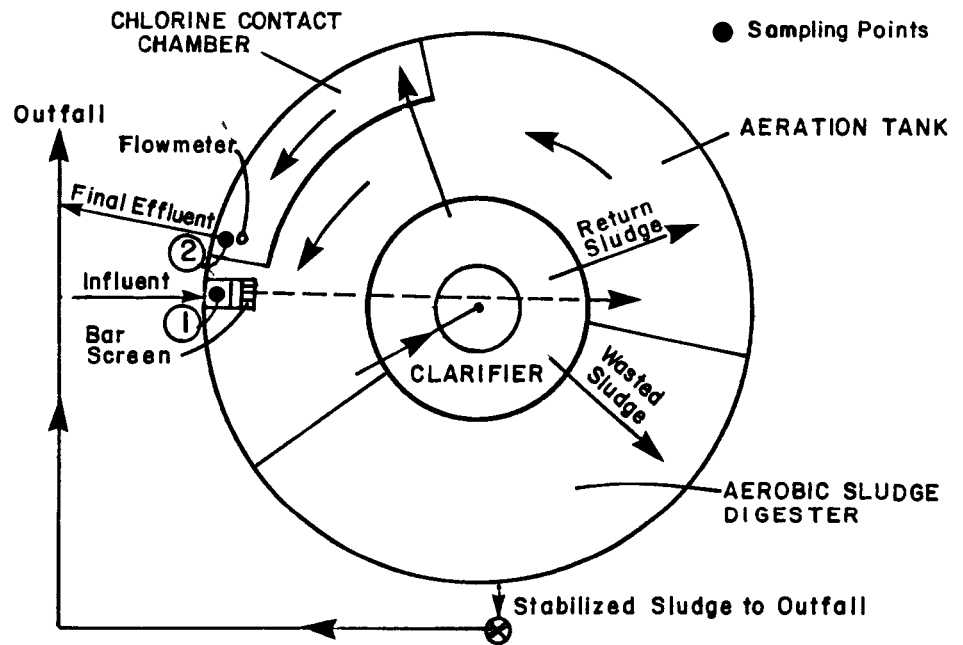 CHLORINE CONTACT
CHAMBER
● Sampling Points
Outfall
Flowmeter
AERATION TANK
Final Effluent
Return
Sludge
2
Influent
1
Bar
Screen
CLARIFIER
Wasted
Sludge
AEROBIC SLUDGE
DIGESTER
Stabilized Sludge to Outfall